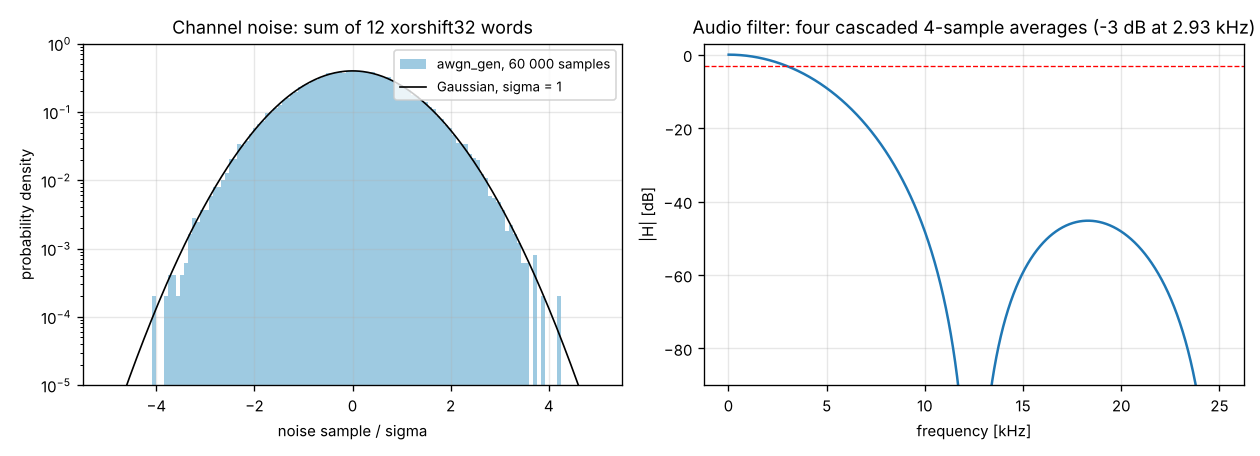 Channel noise: sum of 12 xorshift32 words
awgn_gen, 60 000 samples
Gaussian, sigma = 1
probability density
10⁰
10⁻¹
10⁻²
10⁻³
10⁻⁴
10⁻⁵
−4 −2 0 2 4
noise sample / sigma
Audio filter: four cascaded 4-sample averages (-3 dB at 2.93 kHz)
|H| [dB]
0
−20
−40
−60
−80
0 5 10 15 20 25
frequency [kHz]